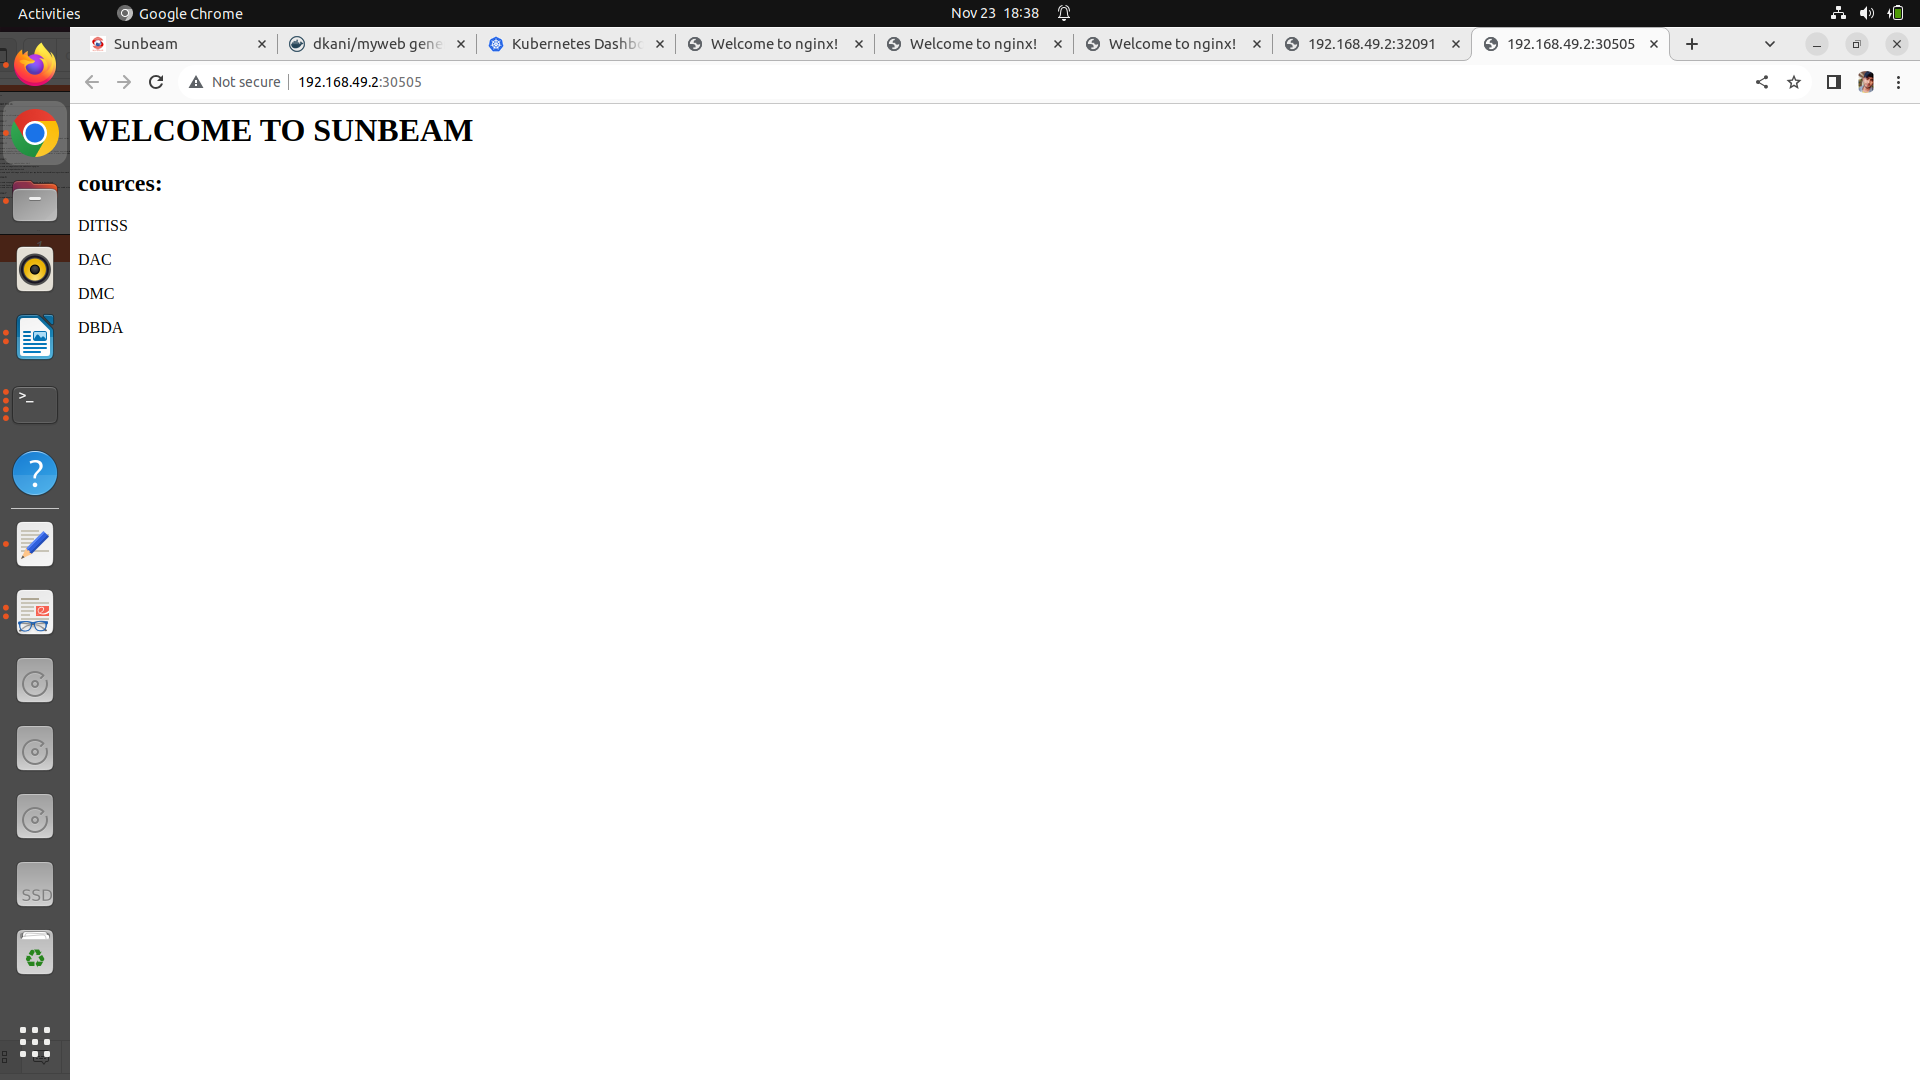 Activities
Google Chrome
Nov 23 18:38
Sunbeam
dkani/myweb gene
Kubernetes Dashbo
Welcome to nginx!
Welcome to nginx!
Welcome to nginx!
192.168.49.2:32091
192.168.49.2:30505
Not secure
192.168.49.2:30505
WELCOME TO SUNBEAM
cources:
DITISS
DAC
DMC
DBDA
>_
?
SSD